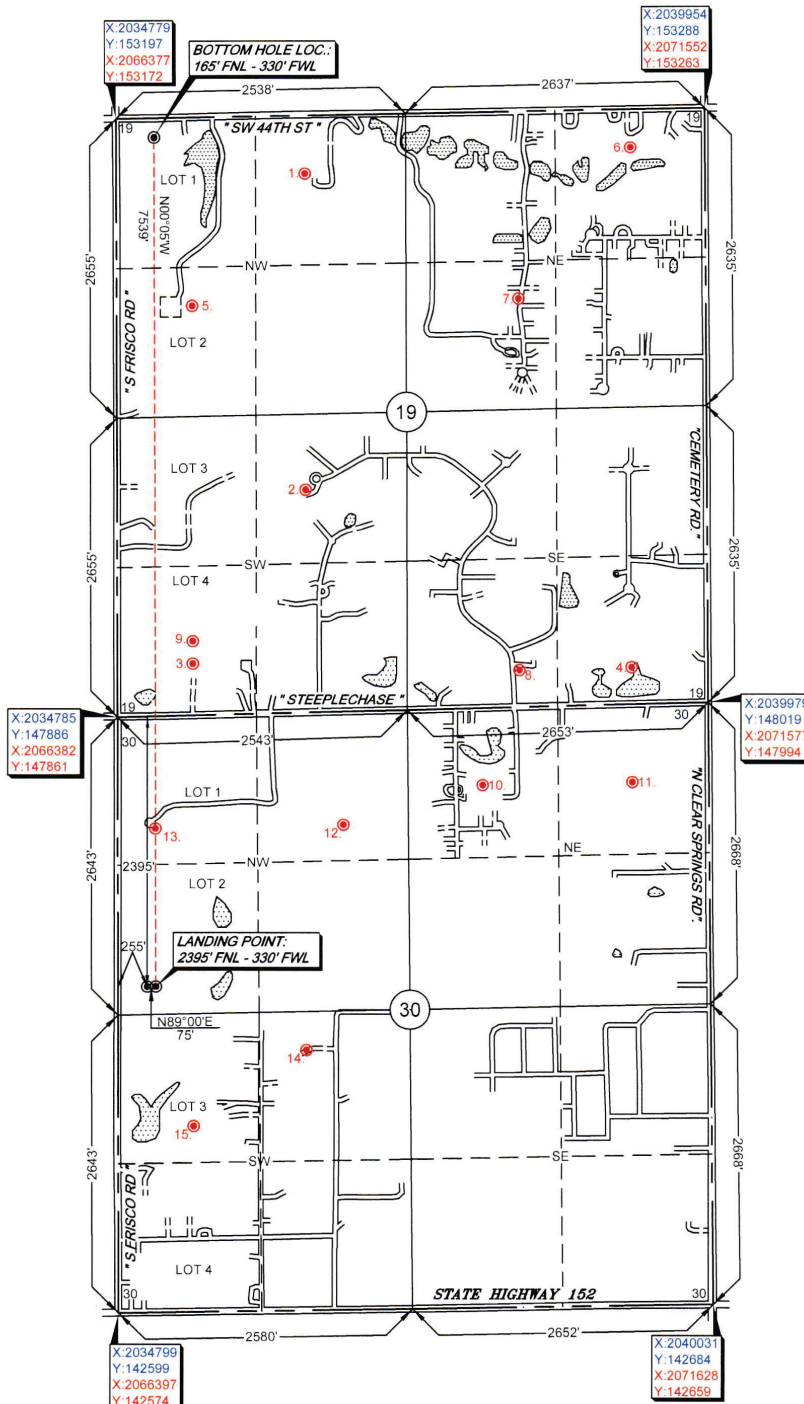 X:2034779
Y:153197
X:2066377
Y:153172
BOTTOM HOLE LOC.:
165' FNL - 330' FWL
X:2039954
Y:153288
X:2071552
Y:153263
2538'
2637'
19
" SW 44TH ST "
19
1.
6.
LOT 1
N00°05'W
7539'
2655'
2635'
NW
NE
5.
7.
"S FRISCO RD "
LOT 2
19
LOT 3
"CEMETERY RD."
2.
2655'
2635'
SW
SE
LOT 4
9.
3.
8.
4.
19
" STEEPLECHASE "
19
X:2034785
Y:147886
X:2066382
Y:147861
X:2039979
Y:148019
X:2071577
Y:147994
30
2543'
2653'
30
LOT 1
10.
11.
"N CLEAR SPRINGS RD".
13.
12.
2643'
2395'
NW
NE
2668'
LOT 2
LANDING POINT:
2395' FNL - 330' FWL
255'
N89°00'E
75'
30
14.
LOT 3
15.
2643'
2668'
SW
SE
"S FRISCO RD "
LOT 4
30
STATE HIGHWAY 152
30
2580'
2652'
X:2034799
Y:142599
X:2066397
Y:142574
X:2040031
Y:142684
X:2071628
Y:142659